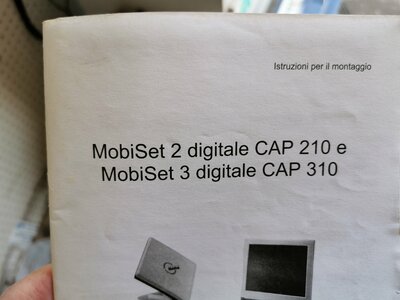 Istruzioni per il montaggio
MobiSet 2 digitale CAP 210 e
MobiSet 3 digitale CAP 310